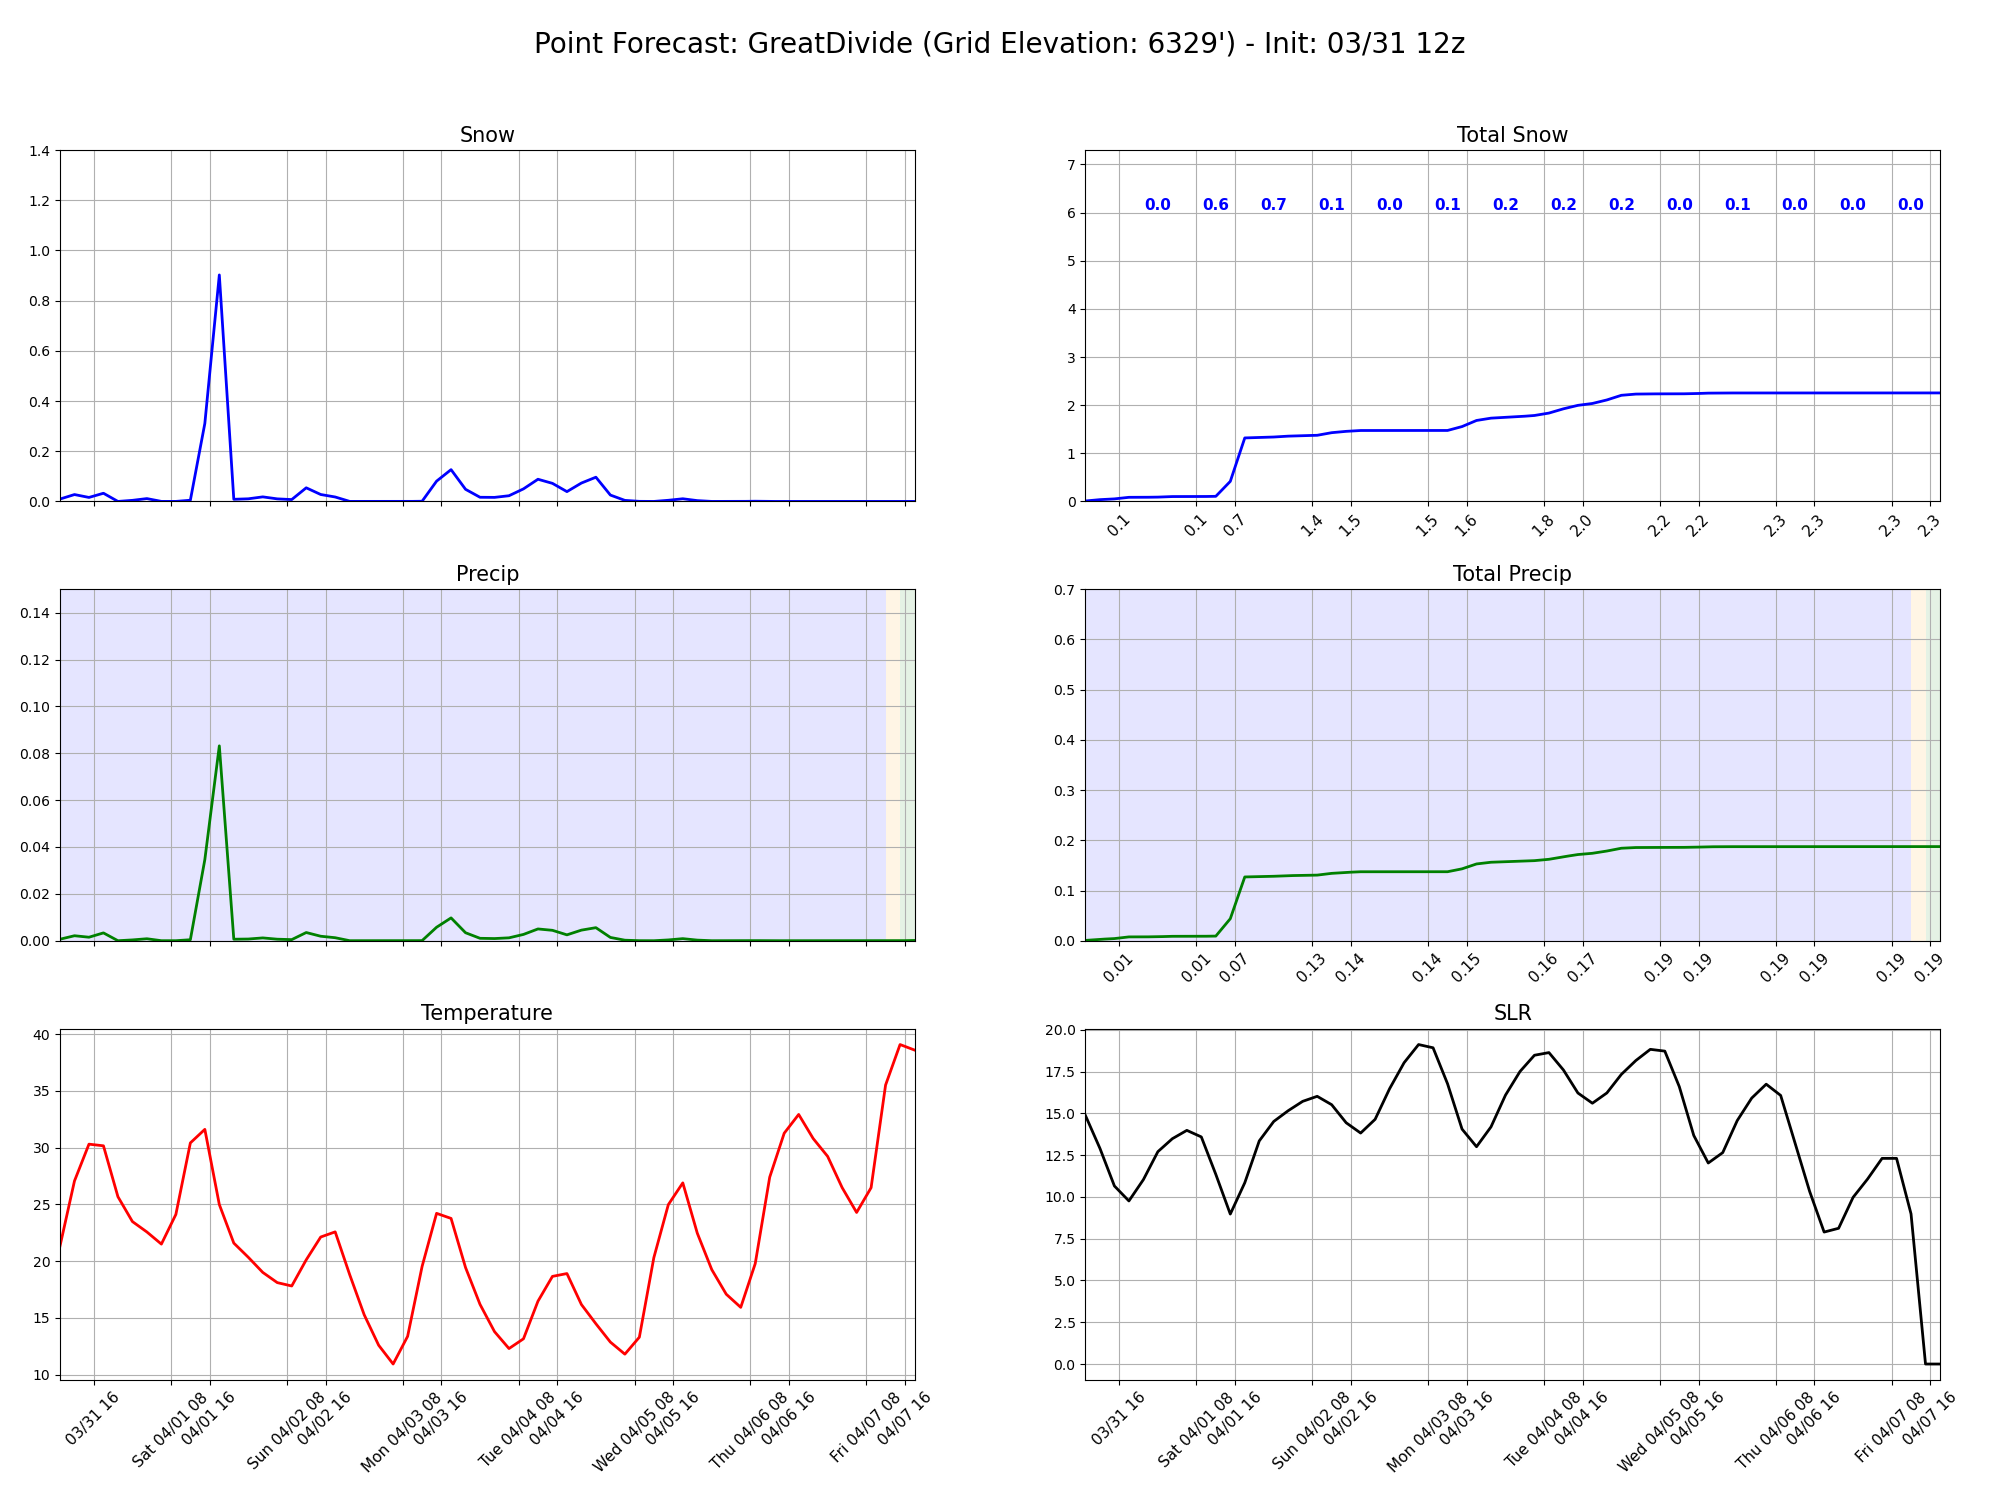 Point Forecast: GreatDivide (Grid Elevation: 6329') - Init: 03/31 12z
Snow
1.4
1.2
1.0
0.8
0.6
0.4
0.2
0.0
Total Snow
7
6
5
4
3
2
1
0
0.0 0.6 0.7 0.1 0.0 0.1 0.2 0.2 0.2 0.0 0.1 0.0 0.0 0.0
0.1 0.1 0.7 1.4 1.5 1.5 1.6 1.8 2.0 2.2 2.2 2.3 2.3 2.3 2.3
Precip
0.14
0.12
0.10
0.08
0.06
0.04
0.02
0.00
Total Precip
0.7
0.6
0.5
0.4
0.3
0.2
0.1
0.0
0.01 0.01 0.07 0.13 0.14 0.14 0.15 0.16 0.17 0.19 0.19 0.19 0.19 0.19 0.19
Temperature
40
35
30
25
20
15
10
03/31 16
Sat 04/01 08
04/01 16
Sun 04/02 08
04/02 16
Mon 04/03 08
04/03 16
Tue 04/04 08
04/04 16
Wed 04/05 08
04/05 16
Thu 04/06 08
04/06 16
Fri 04/07 08
04/07 16
SLR
20.0
17.5
15.0
12.5
10.0
7.5
5.0
2.5
0.0
03/31 16
Sat 04/01 08
04/01 16
Sun 04/02 08
04/02 16
Mon 04/03 08
04/03 16
Tue 04/04 08
04/04 16
Wed 04/05 08
04/05 16
Thu 04/06 08
04/06 16
Fri 04/07 08
04/07 16